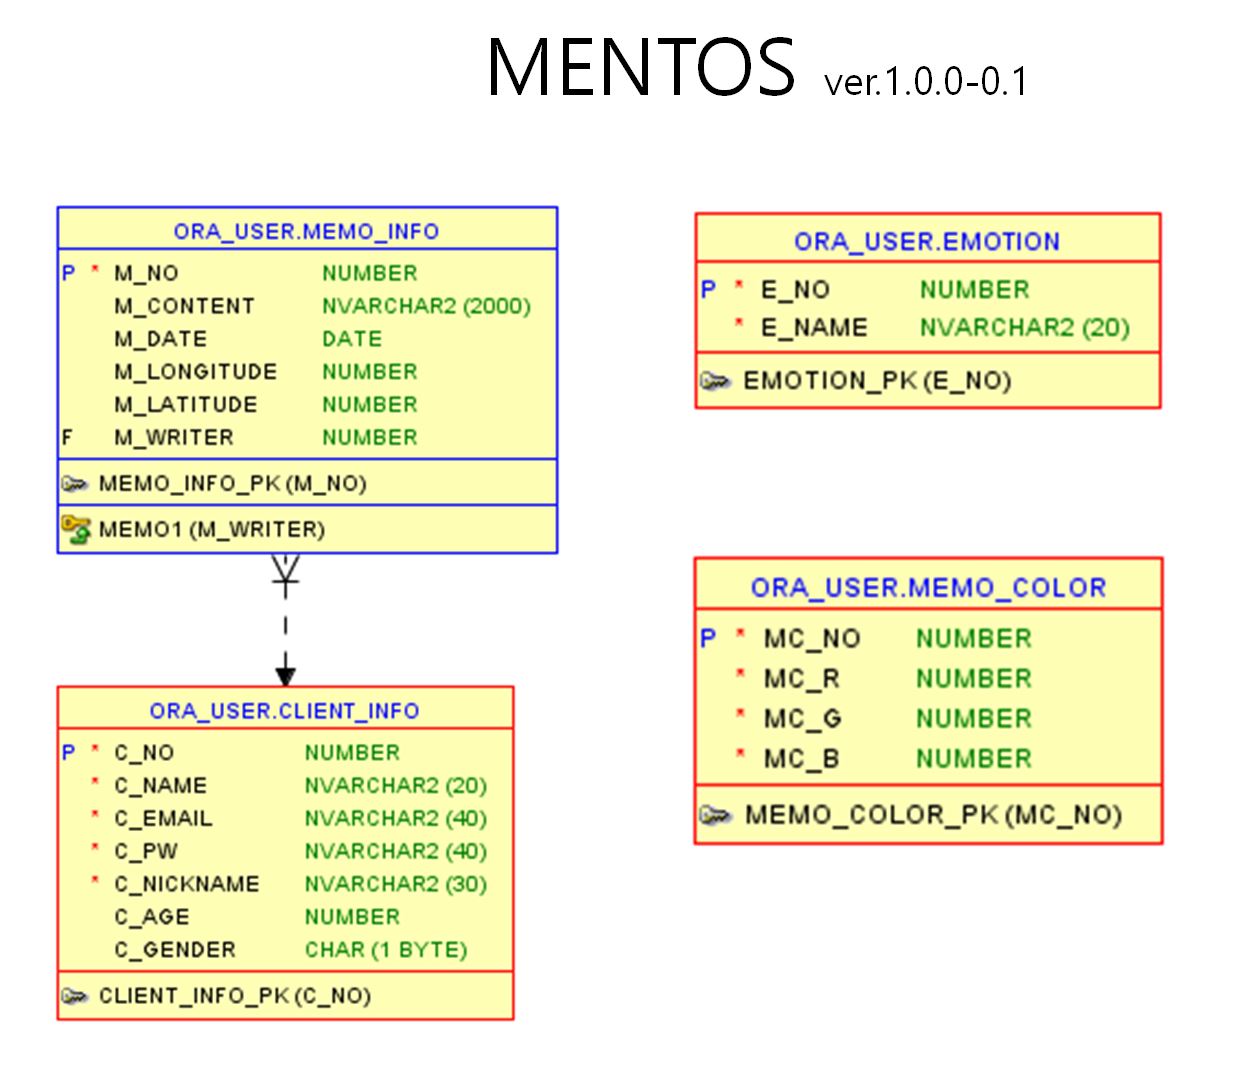 MENTOS ver.1.0.0-0.1
ORA_USER.MEMO_INFO
P * M_NO NUMBER
M_CONTENT NVARCHAR2 (2000)
M_DATE DATE
M_LONGITUDE NUMBER
M_LATITUDE NUMBER
F M_WRITER NUMBER
MEMO_INFO_PK (M_NO)
MEMO1 (M_WRITER)
ORA_USER.CLIENT_INFO
P * C_NO NUMBER
* C_NAME NVARCHAR2 (20)
* C_EMAIL NVARCHAR2 (40)
* C_PW NVARCHAR2 (40)
* C_NICKNAME NVARCHAR2 (30)
C_AGE NUMBER
C_GENDER CHAR (1 BYTE)
CLIENT_INFO_PK (C_NO)
ORA_USER.EMOTION
P * E_NO NUMBER
* E_NAME NVARCHAR2 (20)
EMOTION_PK (E_NO)
ORA_USER.MEMO_COLOR
P * MC_NO NUMBER
* MC_R NUMBER
* MC_G NUMBER
* MC_B NUMBER
MEMO_COLOR_PK (MC_NO)